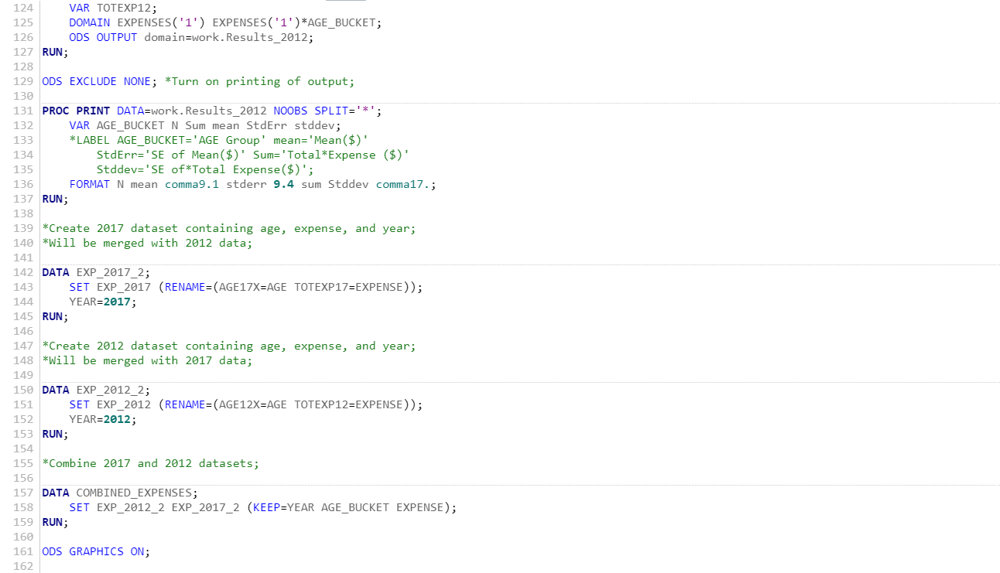 124 VAR TOTEXP12;
125 DOMAIN EXPENSES('1') EXPENSES('1')*AGE_BUCKET;
126 ODS OUTPUT domain=work.Results_2012;
127 RUN;
128
129 ODS EXCLUDE NONE; *Turn on printing of output;
130
131 PROC PRINT DATA=work.Results_2012 NOOBS SPLIT='*';
132 VAR AGE_BUCKET N Sum mean StdErr stddev;
133 *LABEL AGE_BUCKET='AGE Group' mean='Mean($)'
134 StdErr='SE of Mean($)' Sum='Total*Expense ($)'
135 Stddev='SE of*Total Expense($)';
136 FORMAT N mean comma9.1 stderr 9.4 sum Stddev comma17.;
137 RUN;
138
139 *Create 2017 dataset containing age, expense, and year;
140 *Will be merged with 2012 data;
141
142 DATA EXP_2017_2;
143 SET EXP_2017 (RENAME=(AGE17X=AGE TOTEXP17=EXPENSE));
144 YEAR=2017;
145 RUN;
146
147 *Create 2012 dataset containing age, expense, and year;
148 *Will be merged with 2017 data;
149
150 DATA EXP_2012_2;
151 SET EXP_2012 (RENAME=(AGE12X=AGE TOTEXP12=EXPENSE));
152 YEAR=2012;
153 RUN;
154
155 *Combine 2017 and 2012 datasets;
156
157 DATA COMBINED_EXPENSES;
158 SET EXP_2012_2 EXP_2017_2 (KEEP=YEAR AGE_BUCKET EXPENSE);
159 RUN;
160
161 ODS GRAPHICS ON;
162